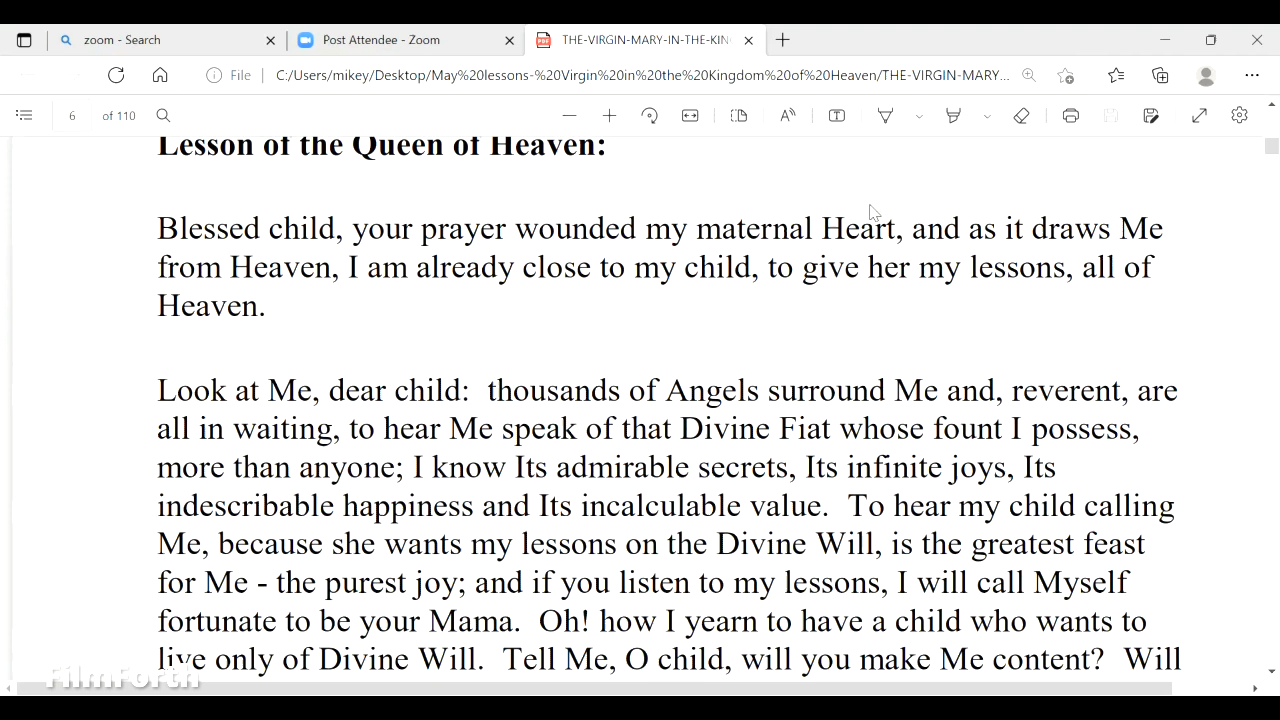 zoom - Search
Post Attendee - Zoom
THE-VIRGIN-MARY-IN-THE-KIN
File
C:/Users/mikey/Desktop/May%20lessons-%20Virgin%20in%20the%20Kingdom%20of%20Heaven/THE-VIRGIN-MARY...
6 of 110
Lesson of the Queen of Heaven:
Blessed child, your prayer wounded my maternal Heart, and as it draws Me
from Heaven, I am already close to my child, to give her my lessons, all of
Heaven.
Look at Me, dear child:  thousands of Angels surround Me and, reverent, are
all in waiting, to hear Me speak of that Divine Fiat whose fount I possess,
more than anyone; I know Its admirable secrets, Its infinite joys, Its
indescribable happiness and Its incalculable value.  To hear my child calling
Me, because she wants my lessons on the Divine Will, is the greatest feast
for Me - the purest joy; and if you listen to my lessons, I will call Myself
fortunate to be your Mama.  Oh! how I yearn to have a child who wants to
live only of Divine Will.  Tell Me, O child, will you make Me content?  Will
FilmForth